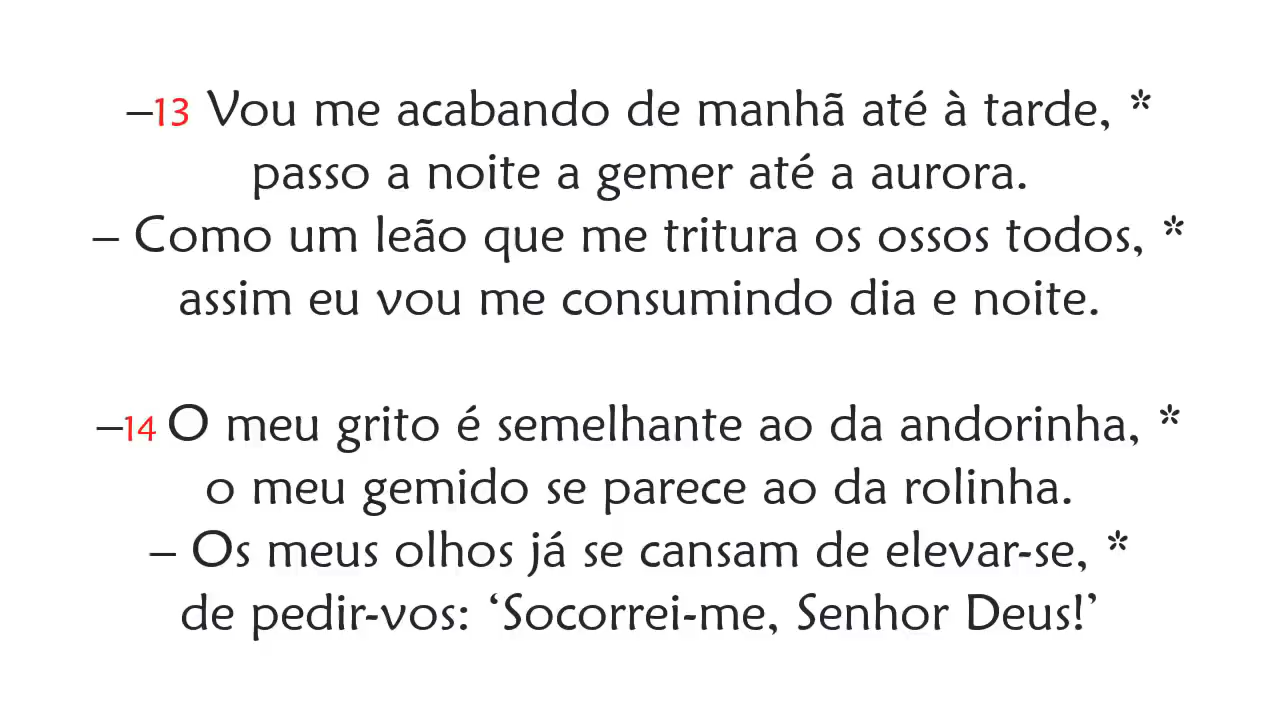 –13 Vou me acabando de manhã até à tarde, *
passo a noite a gemer até a aurora.
– Como um leão que me tritura os ossos todos, *
assim eu vou me consumindo dia e noite.
–14 O meu grito é semelhante ao da andorinha, *
o meu gemido se parece ao da rolinha.
– Os meus olhos já se cansam de elevar-se, *
de pedir-vos: ‘Socorrei-me, Senhor Deus!’